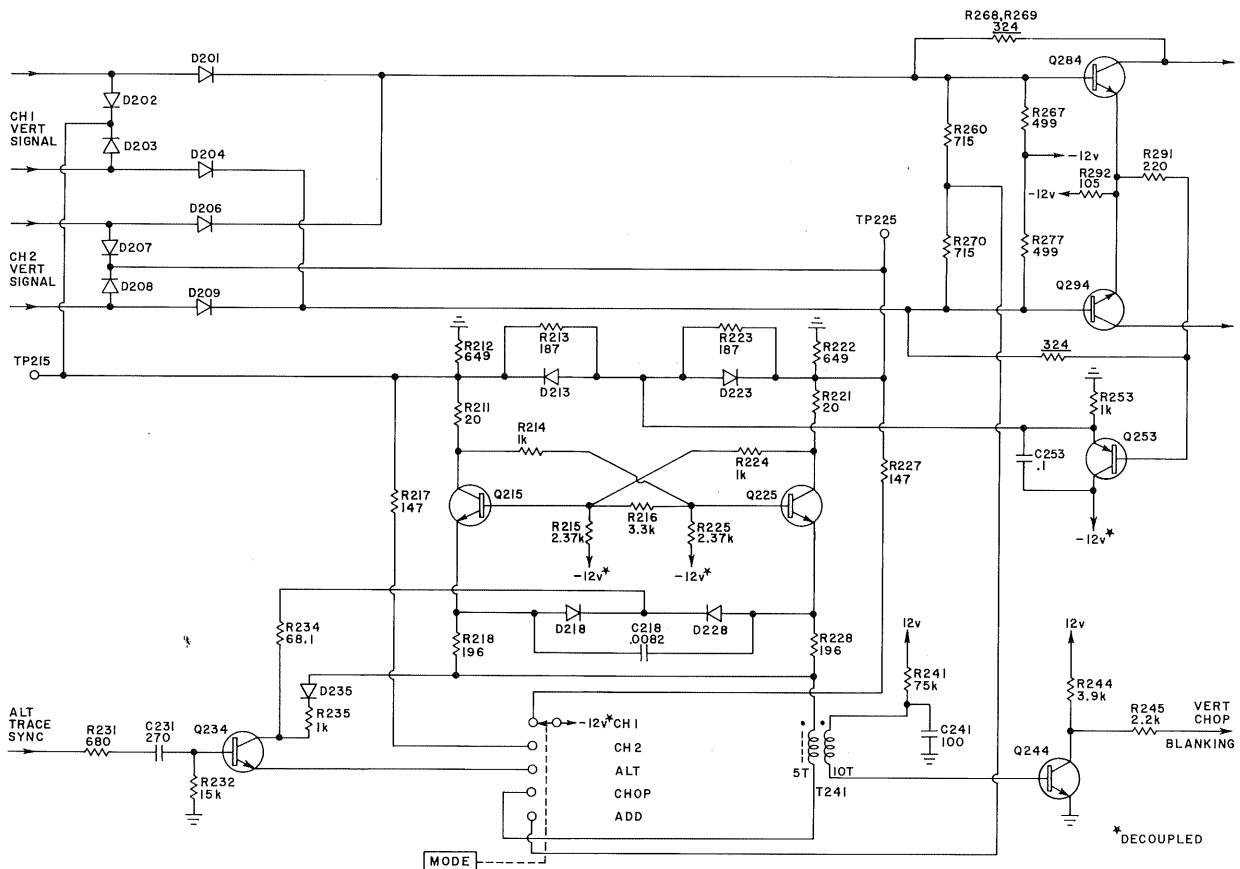 R268,R269
324
D201
Q284
D202
CH1
VERT
SIGNAL
D203
D204
R260
715
R267
499
-12v
R291
220
R292
105
-12v
D206
TP225
CH2
VERT
SIGNAL
D207
D208
D209
R270
715
R277
499
Q294
324
TP215
R212
649
R213
187
R223
187
R222
649
D213
D223
R211
20
R221
20
R253
1k
Q253
C253
.1
-12v*
R214
1k
R224
1k
R227
147
R217
147
Q215
Q225
R215
2.37k
R216
3.3k
R225
2.37k
-12v*
-12v*
R234
68.1
D218
C218
.0082
D228
R218
196
R228
196
12v
R241
75k
12v
R244
3.9k
D235
R235
1k
ALT
TRACE
SYNC
R231
680
C231
270
Q234
R232
15k
-12v*
CH1
CH2
ALT
CHOP
ADD
5T
10T
T241
C241
100
R245
2.2k
VERT
CHOP
BLANKING
Q244
*DECOUPLED
MODE